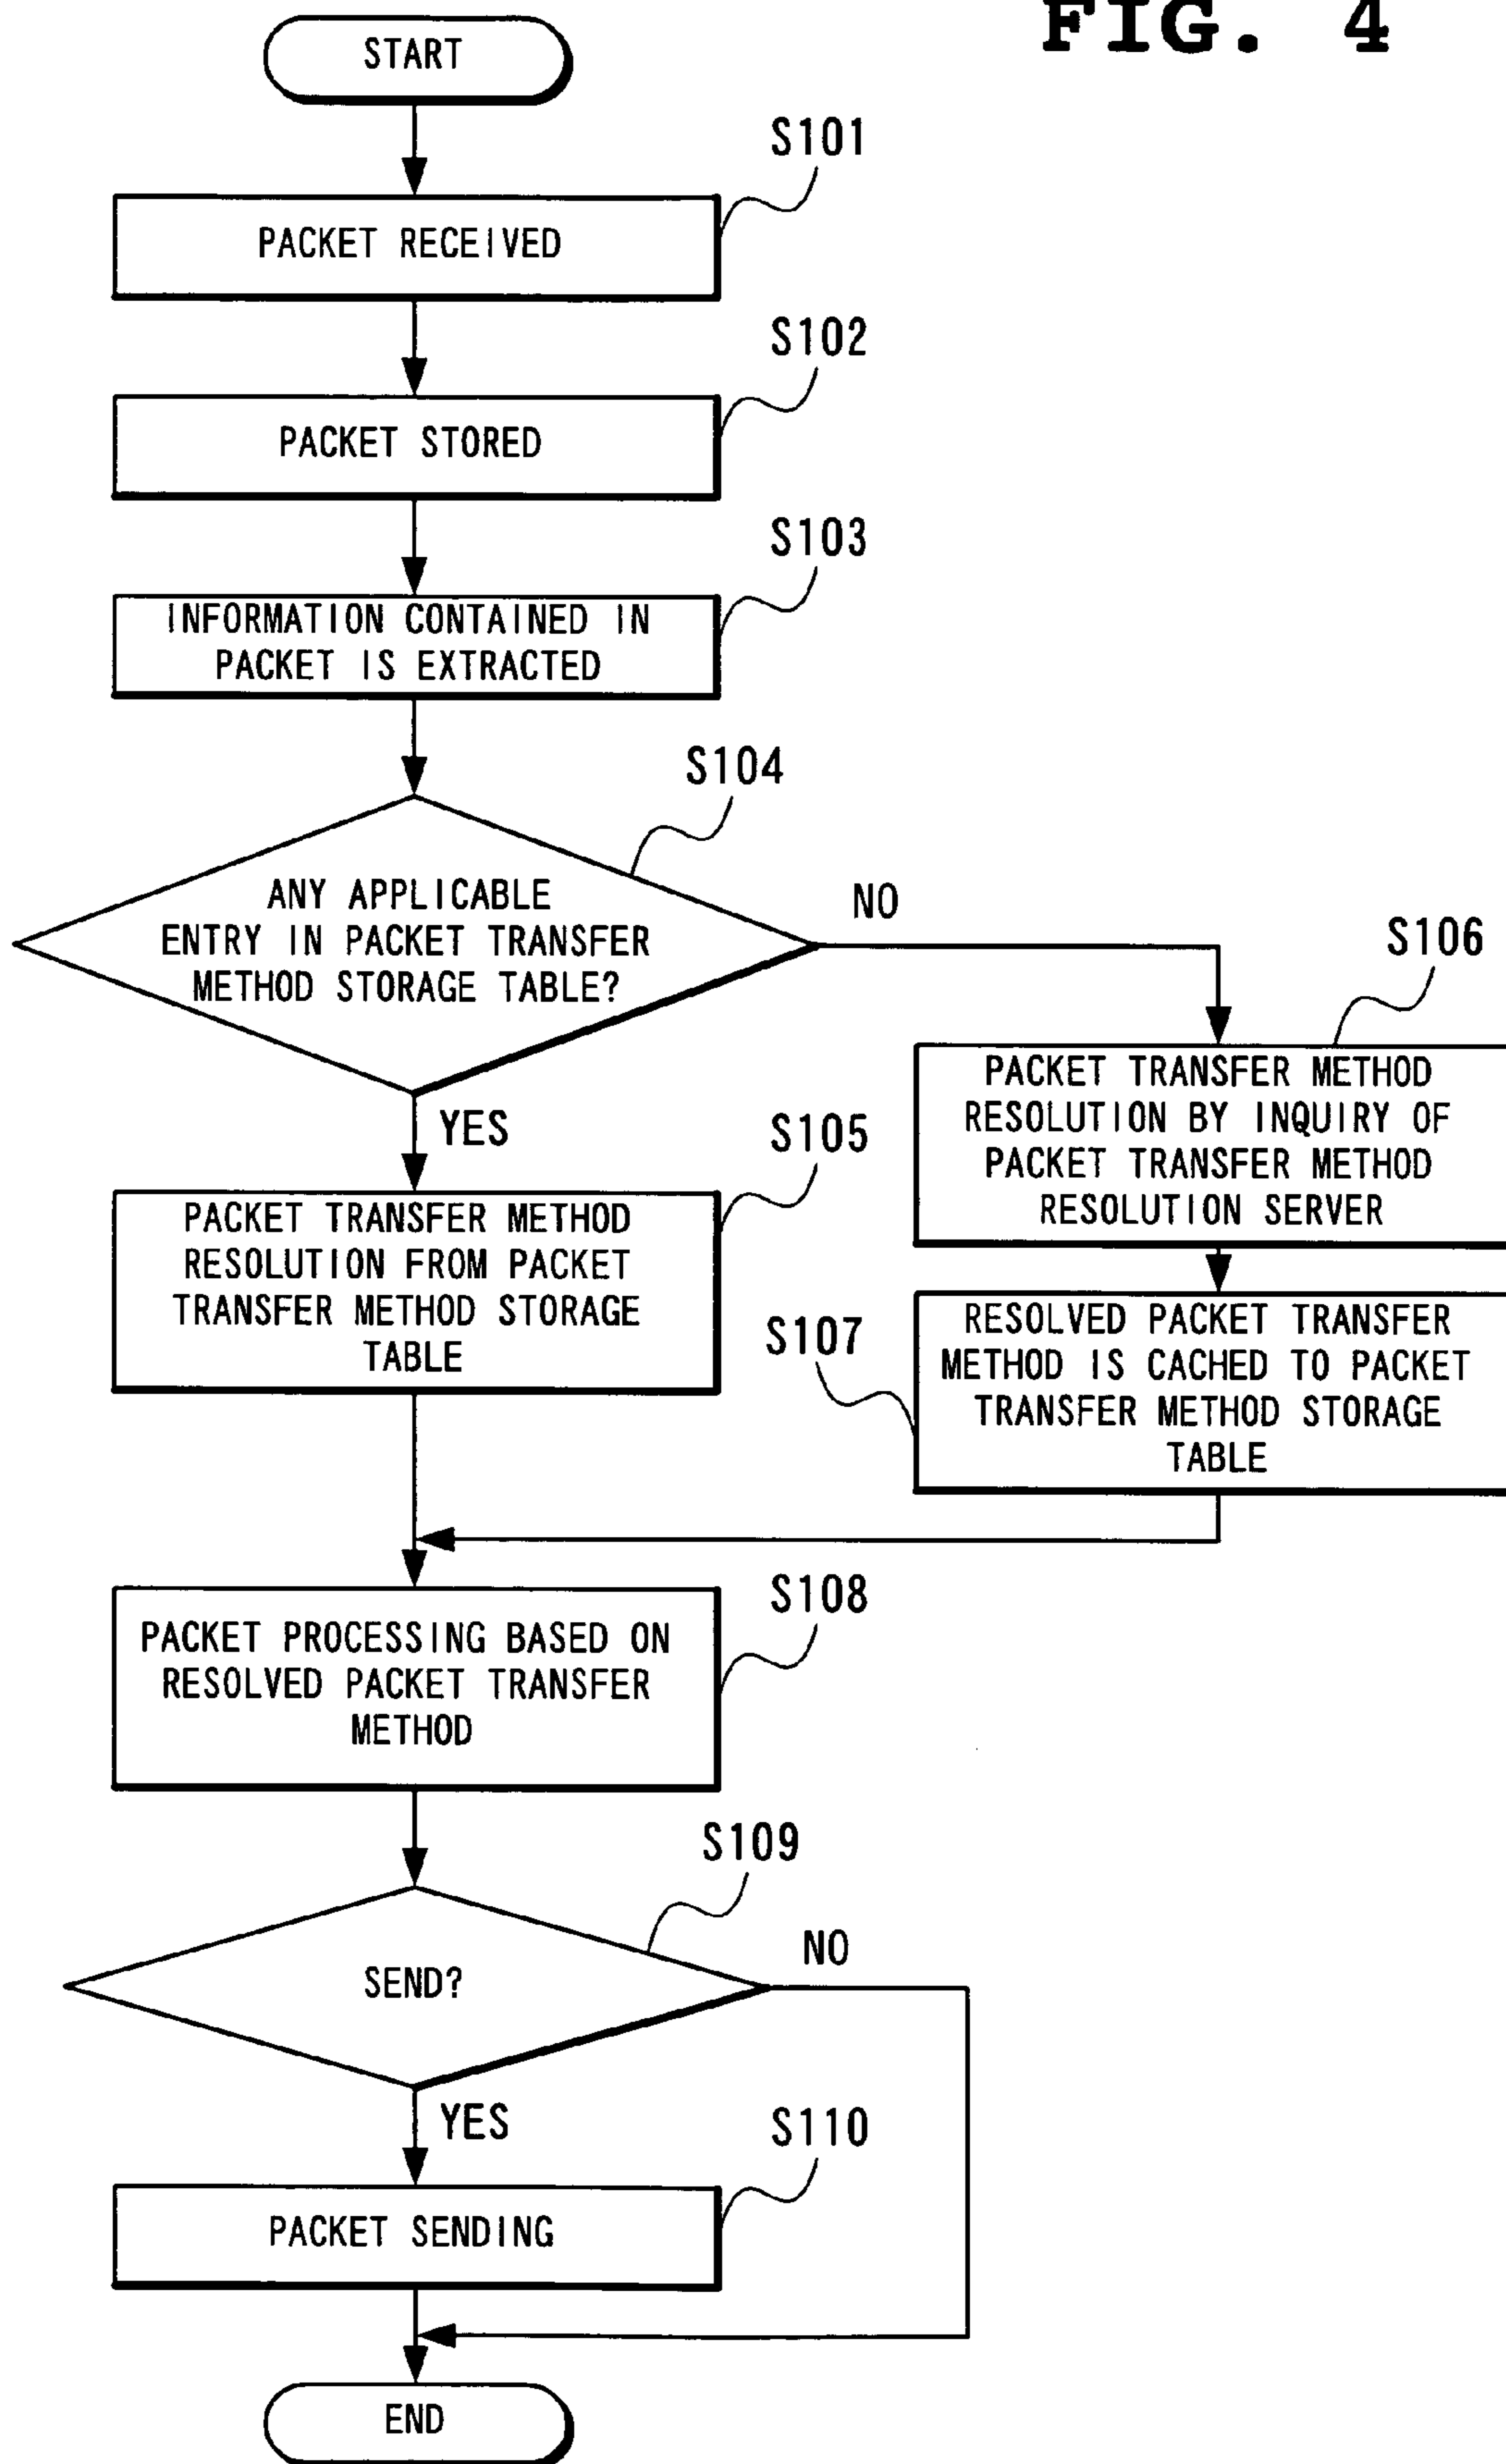 FIG. 4
START
S101
PACKET RECEIVED
S102
PACKET STORED
S103
INFORMATION CONTAINED IN
PACKET IS EXTRACTED
S104
ANY APPLICABLE
ENTRY IN PACKET TRANSFER
METHOD STORAGE TABLE?
NO
YES
S105
PACKET TRANSFER METHOD
RESOLUTION FROM PACKET
TRANSFER METHOD STORAGE
TABLE
S106
PACKET TRANSFER METHOD
RESOLUTION BY INQUIRY OF
PACKET TRANSFER METHOD
RESOLUTION SERVER
S107
RESOLVED PACKET TRANSFER
METHOD IS CACHED TO PACKET
TRANSFER METHOD STORAGE
TABLE
S108
PACKET PROCESSING BASED ON
RESOLVED PACKET TRANSFER
METHOD
S109
SEND?
NO
YES
S110
PACKET SENDING
END